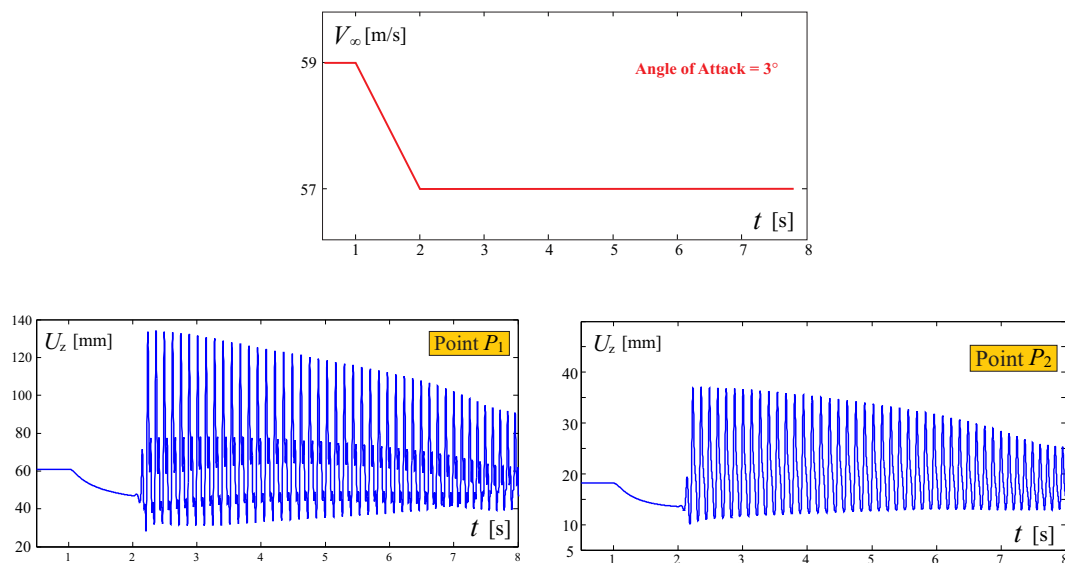 V∞ [m/s]
59
Angle of Attack = 3°
57
t [s]
1 2 3 4 5 6 7 8
140
Uz [mm]
Point P1
120
100
80
60
40
t [s]
20
1 2 3 4 5 6 7 8
Uz [mm]
Point P2
40
30
20
10
t [s]
5
1 2 3 4 5 6 7 8